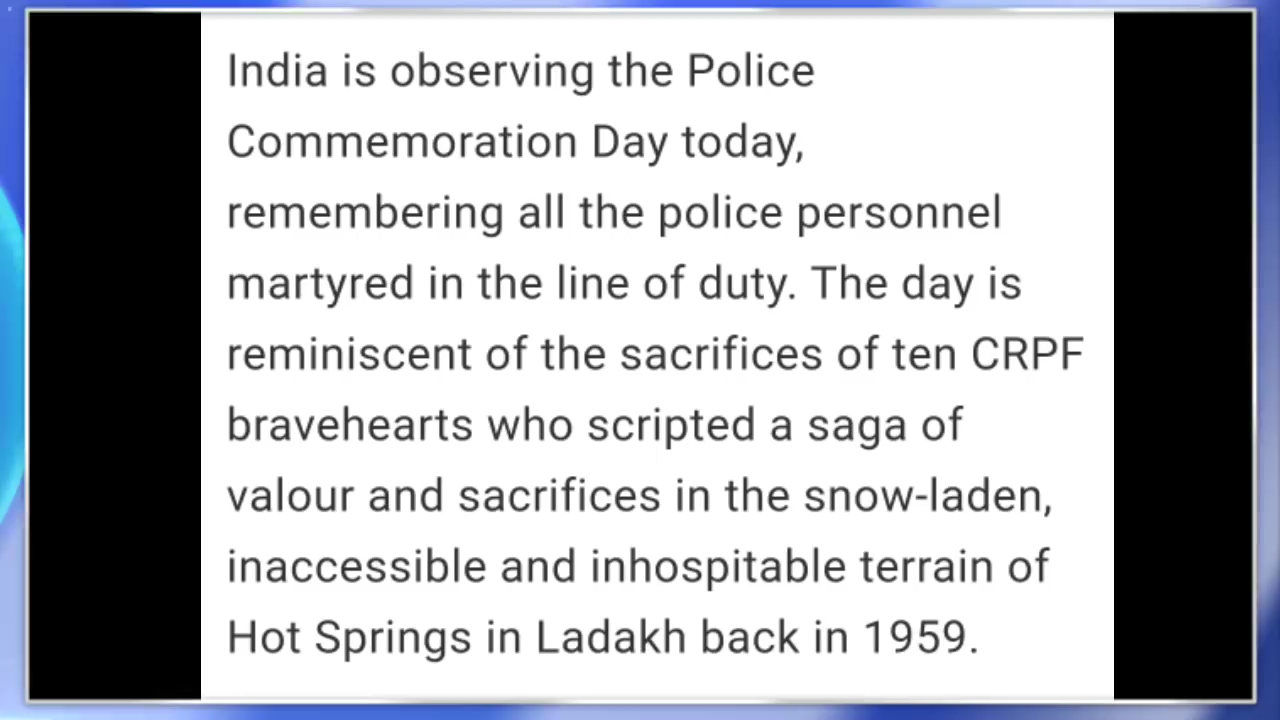 India is observing the Police
Commemoration Day today,
remembering all the police personnel
martyred in the line of duty. The day is
reminiscent of the sacrifices of ten CRPF
bravehearts who scripted a saga of
valour and sacrifices in the snow-laden,
inaccessible and inhospitable terrain of
Hot Springs in Ladakh back in 1959.